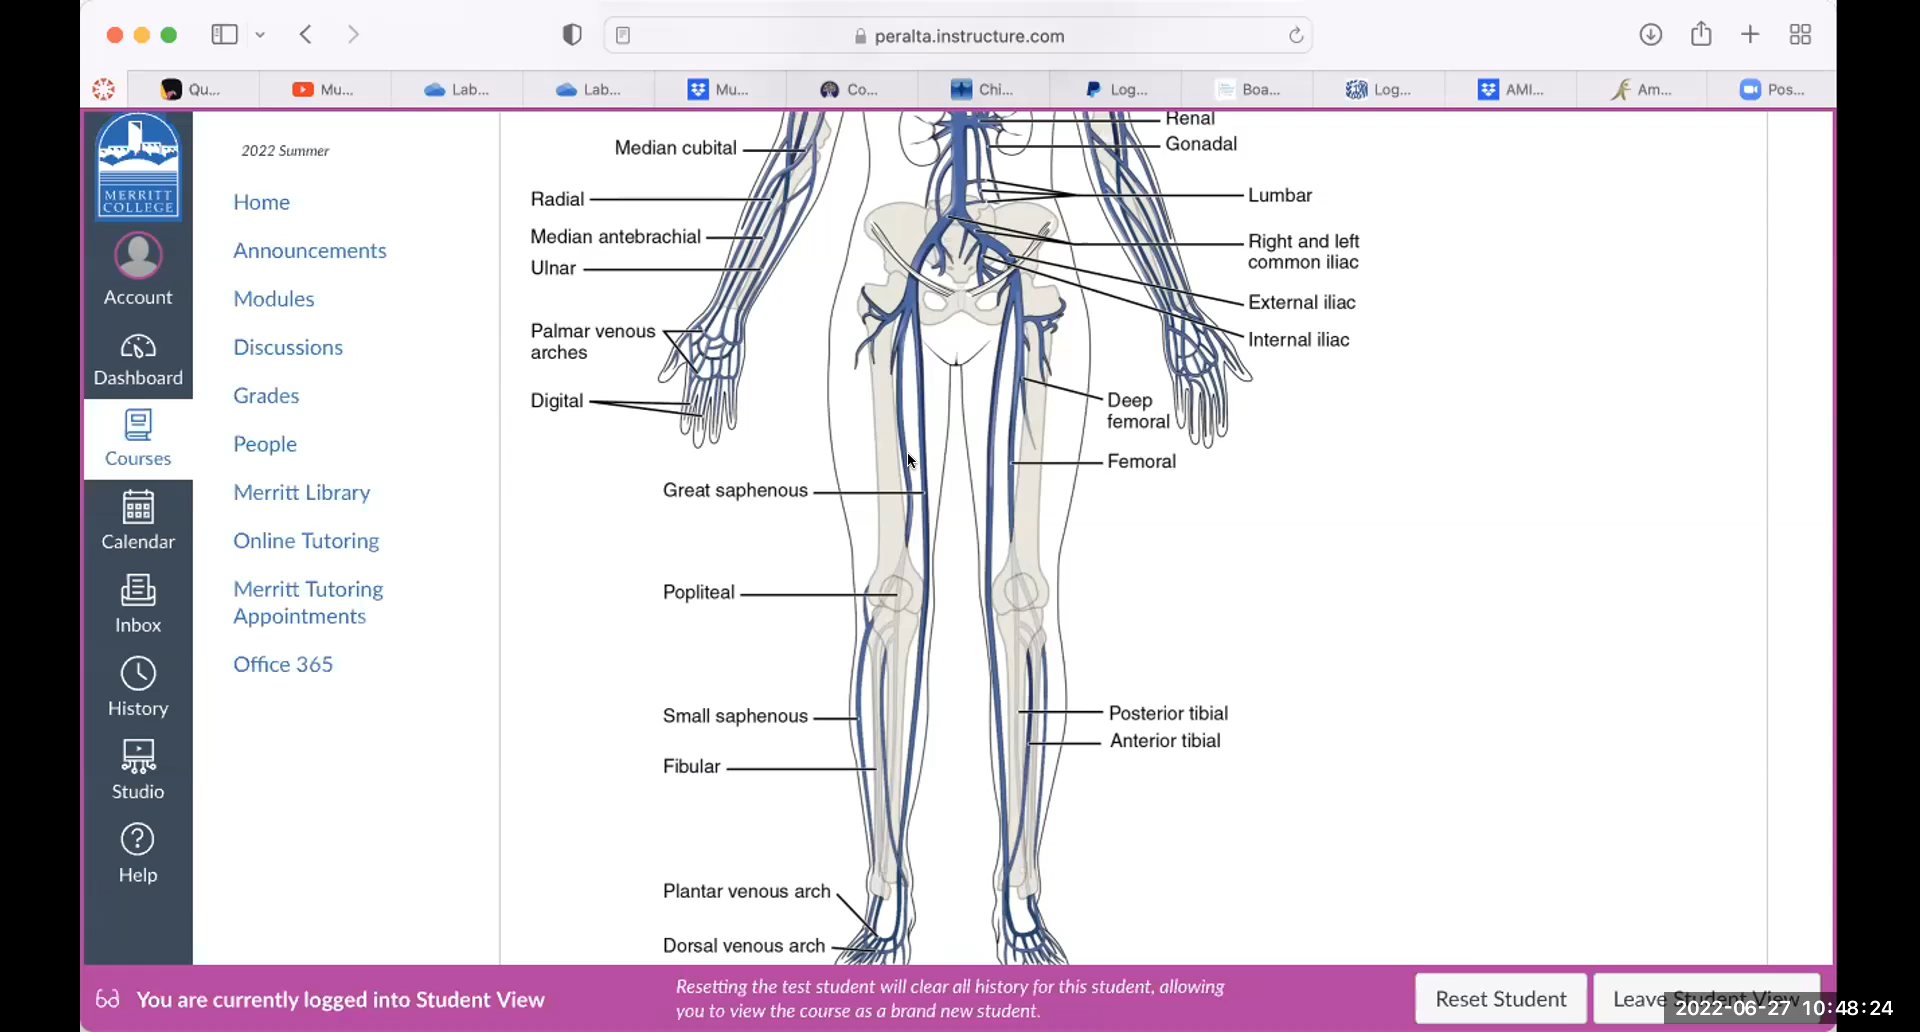 peralta.instructure.com
Qu...
Mu...
Lab...
Lab...
Mu...
Co...
Chi...
Log...
Boa...
Log...
AMI...
Am...
Pos...
MERRITT
COLLEGE
Account
Dashboard
Courses
Calendar
Inbox
History
Studio
Help
2022 Summer
Home
Announcements
Modules
Discussions
Grades
People
Merritt Library
Online Tutoring
Merritt Tutoring
Appointments
Office 365
Median cubital
Radial
Median antebrachial
Ulnar
Palmar venous
arches
Digital
Great saphenous
Popliteal
Small saphenous
Fibular
Plantar venous arch
Dorsal venous arch
Renal
Gonadal
Lumbar
Right and left
common iliac
External iliac
Internal iliac
Deep
femoral
Femoral
Posterior tibial
Anterior tibial
You are currently logged into Student View
Resetting the test student will clear all history for this student, allowing
you to view the course as a brand new student.
Reset Student
Leave Student View
2022-06-27 10:48:24